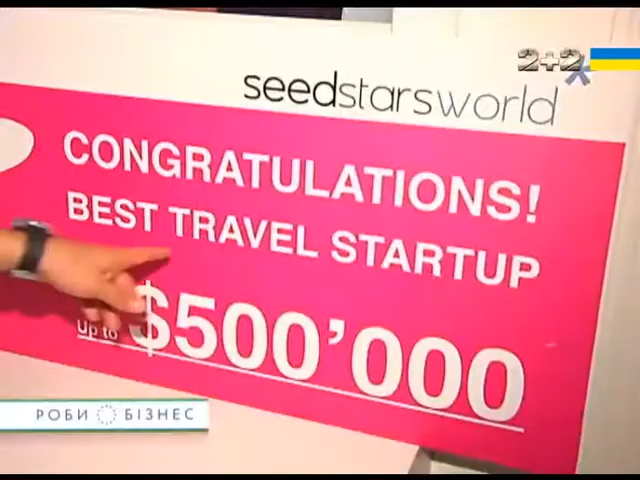 2+2
seedstarsworld
CONGRATULATIONS!
BEST TRAVEL STARTUP
Up to $500'000
РОБИ БІЗНЕС